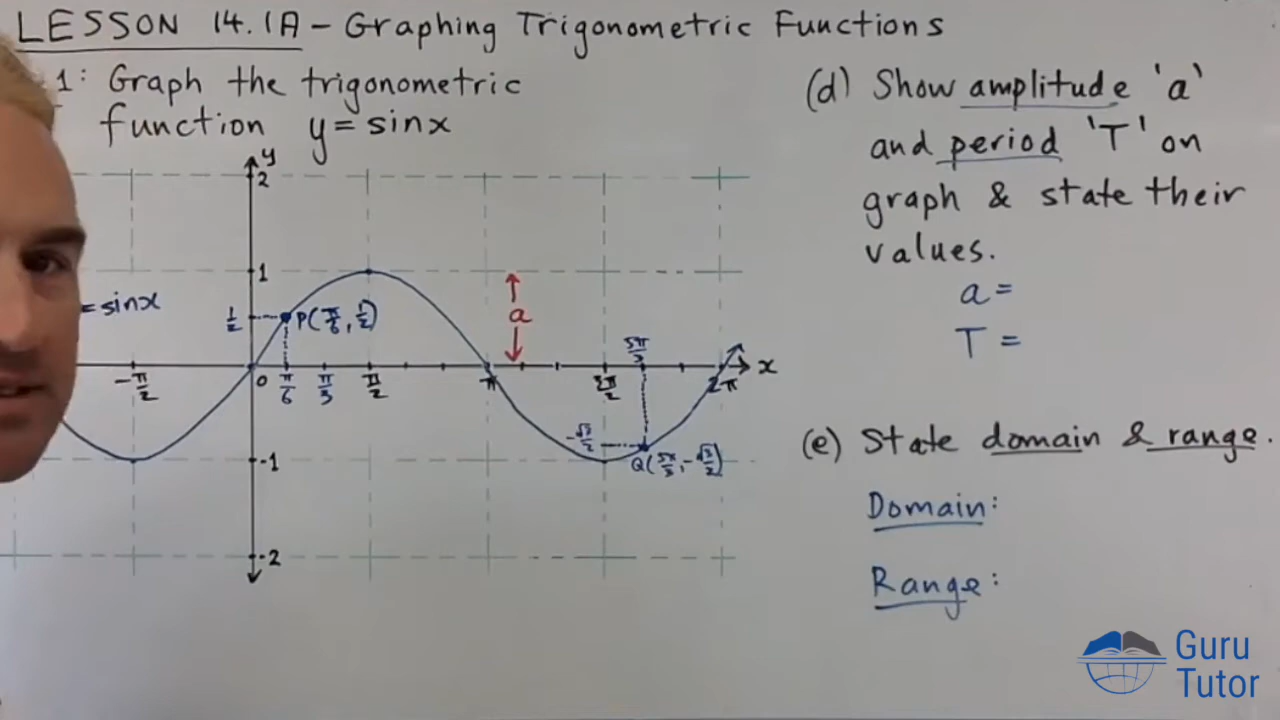 LESSON 14.1A - Graphing Trigonometric Functions
1: Graph the trigonometric
function y=sinx
(d) Show amplitude 'a'
and period 'T' on
graph & state their
values.
a=
T=
(e) State domain & range.
Domain:
Range:
y
2
1
=sinx
1/2
P(π/6, 1/2)
a
5π/3
x
-π/2
0
π/6
π/3
π/2
π
3π/2
2π
-√3/2
-1
Q(5π/3, -√3/2)
-2
Guru
Tutor